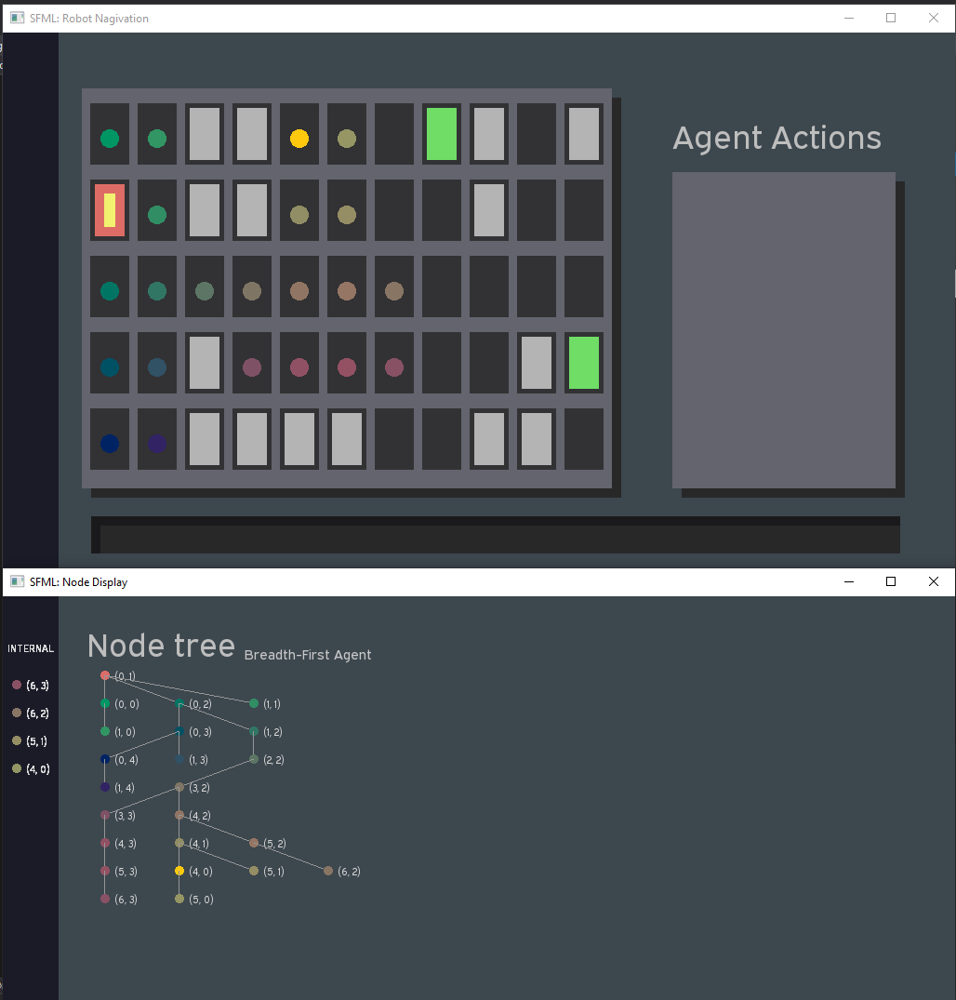 SFML: Robot Nagivation
Agent Actions
SFML: Node Display
INTERNAL
(6, 3)
(6, 2)
(5, 1)
(4, 0)
Node tree Breadth-First Agent
(0, 1)
(0, 0) (0, 2) (1, 1)
(1, 0) (0, 3) (1, 2)
(0, 4) (1, 3) (2, 2)
(1, 4) (3, 2)
(3, 3) (4, 2)
(4, 3) (4, 1) (5, 2)
(5, 3) (4, 0) (5, 1) (6, 2)
(6, 3) (5, 0)